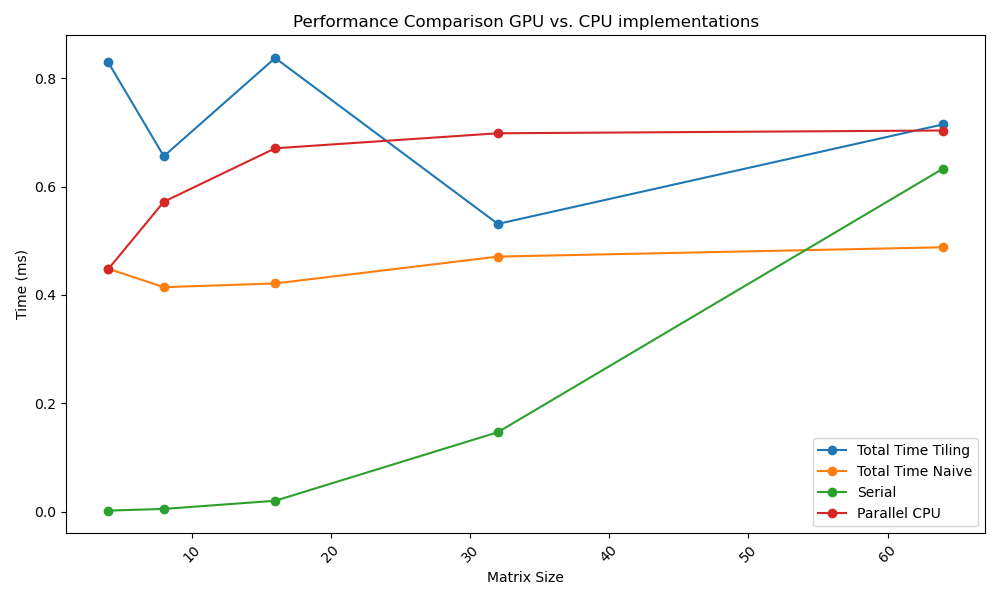 Performance Comparison GPU vs. CPU implementations
Time (ms)
0.8
0.6
0.4
0.2
0.0
Total Time Tiling
Total Time Naive
Serial
Parallel CPU
10
20
30
40
50
60
Matrix Size